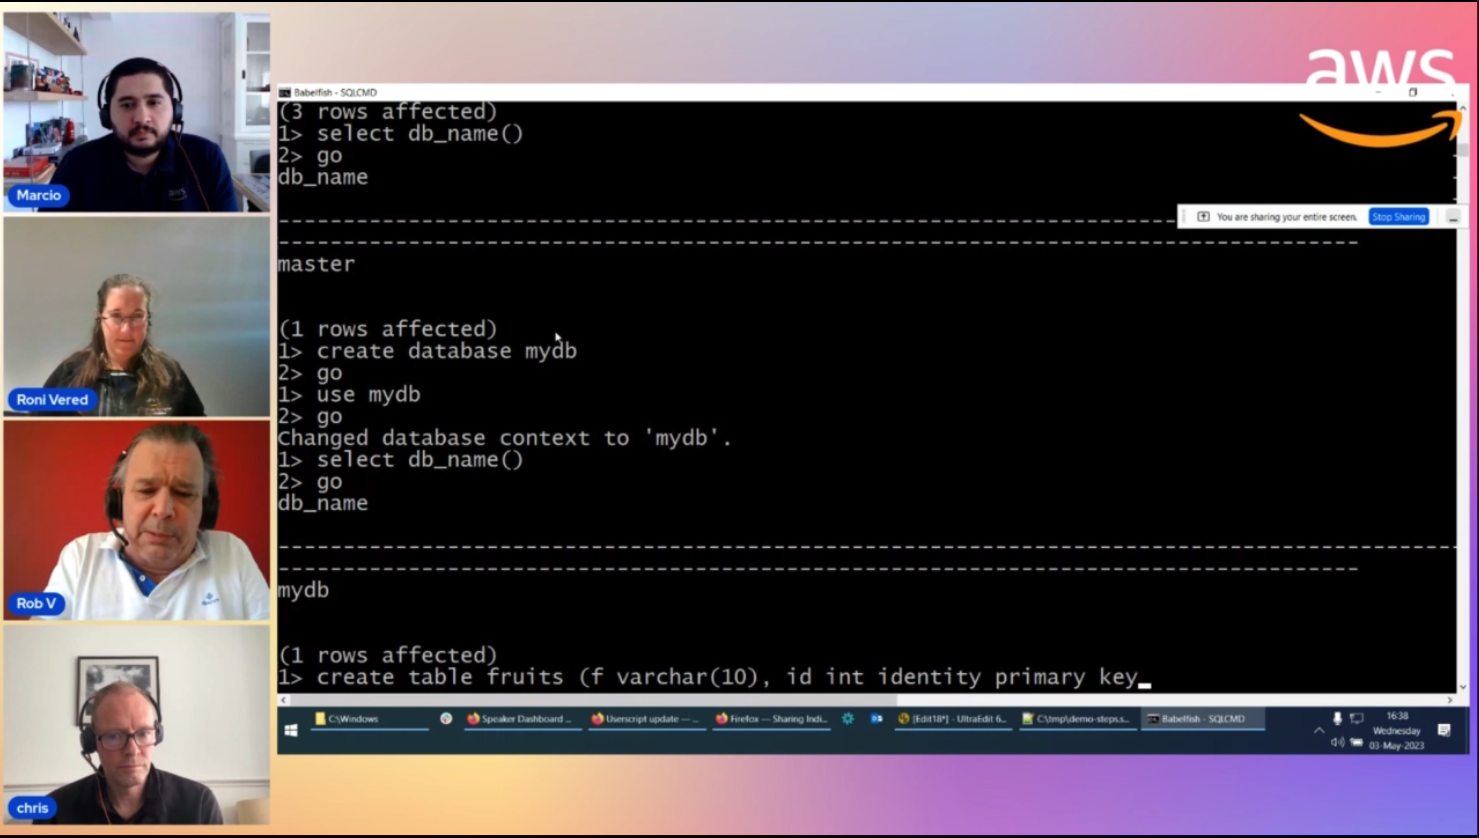 aws
Marcio
Roni Vered
Rob V
chris
Babelfish - SQLCMD
(3 rows affected)
1> select db_name()
2> go
db_name
--------------------------------------------------------------------------------
--------------------------------------------------------------------------------
master
(1 rows affected)
1> create database mydb
2> go
1> use mydb
2> go
Changed database context to 'mydb'.
1> select db_name()
2> go
db_name
--------------------------------------------------------------------------------
--------------------------------------------------------------------------------
mydb
(1 rows affected)
1> create table fruits (f varchar(10), id int identity primary key_
You are sharing your entire screen. Stop Sharing
C:\Windows
Speaker Dashboard ...
Userscript update — ...
Firefox — Sharing Indi...
[Edit18*] - UltraEdit 6...
C:\tmp\demo-steps.s...
Babelfish - SQLCMD
16:38
Wednesday
03-May-2023